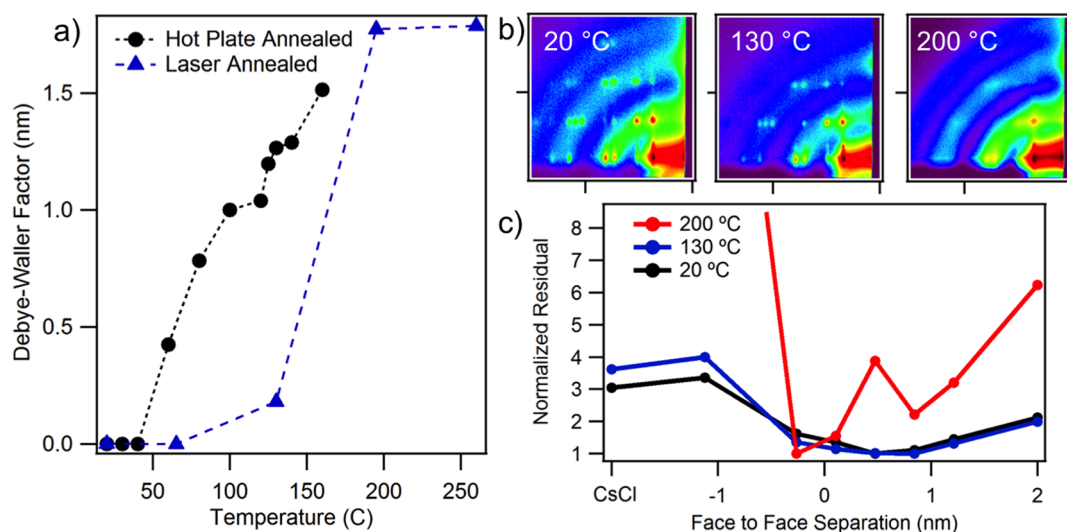 a)
Hot Plate Annealed
Laser Annealed
Debye-Waller Factor (nm)
1.5
1.0
0.5
0.0
50
100
150
200
250
Temperature (C)
b)
20 °C
130 °C
200 °C
c)
200 ºC
130 ºC
20 ºC
Normalized Residual
8
7
6
5
4
3
2
1
CsCl
-1
0
1
2
Face to Face Separation (nm)